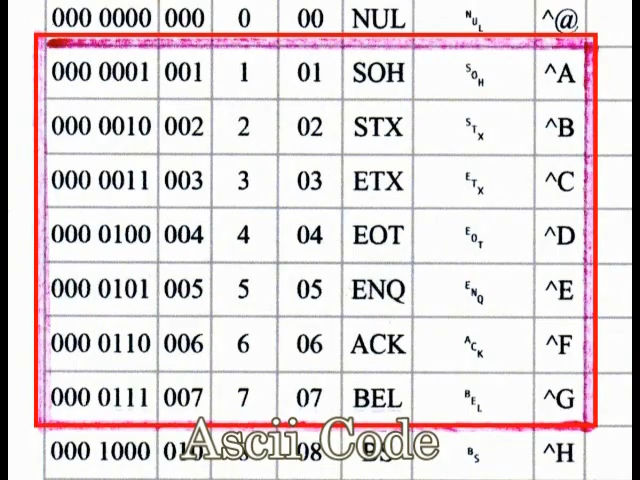 000 0000 000 0 00 NUL ␀ ^@
000 0001 001 1 01 SOH ␁ ^A
000 0010 002 2 02 STX ␂ ^B
000 0011 003 3 03 ETX ␃ ^C
000 0100 004 4 04 EOT ␄ ^D
000 0101 005 5 05 ENQ ␅ ^E
000 0110 006 6 06 ACK ␆ ^F
000 0111 007 7 07 BEL ␇ ^G
000 1000 010 08 BS ␈ ^H
Ascii Code